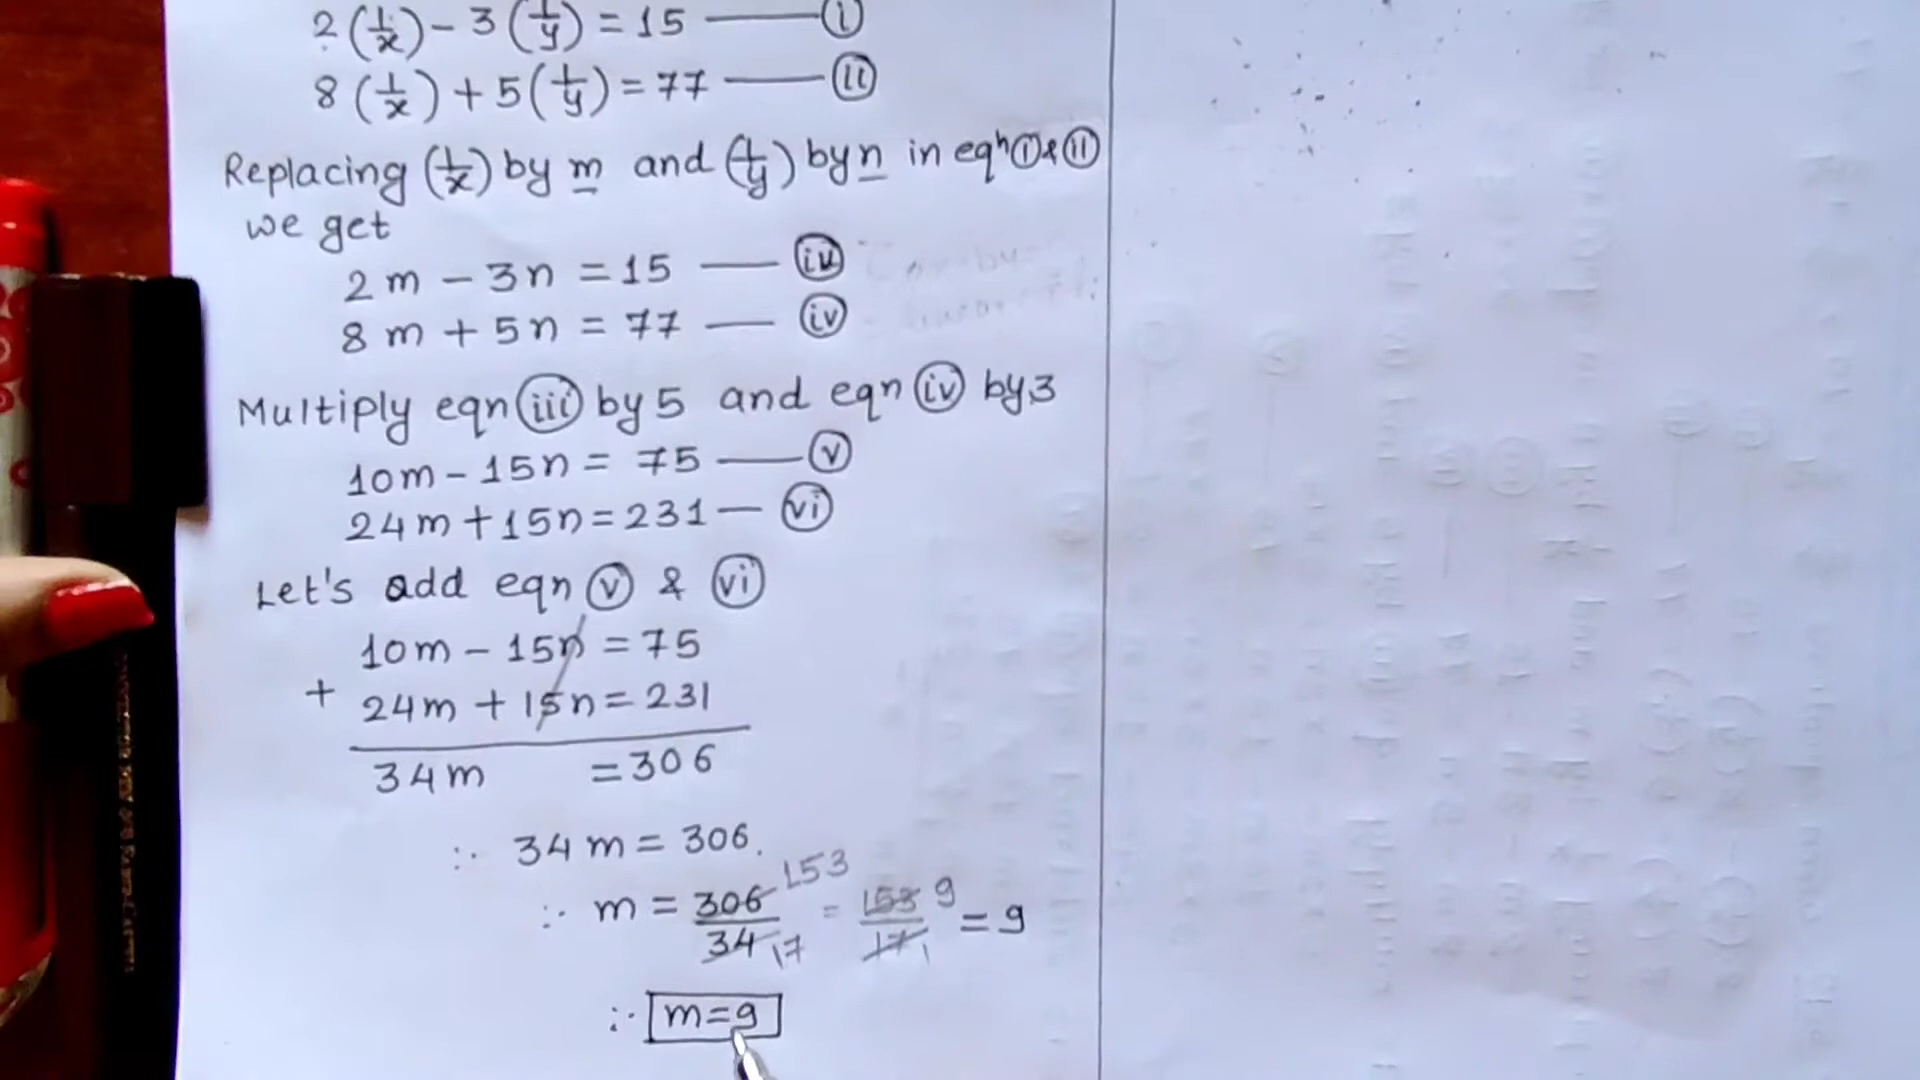 2(1/x) - 3(1/y) = 15 —— (i)
8(1/x) + 5(1/y) = 77 —— (ii)
Replacing (1/x) by m and (1/y) by n in eqⁿ (i) & (ii)
we get
2m - 3n = 15 —— (iii)
8m + 5n = 77 —— (iv)
Multiply eqn (iii) by 5 and eqn (iv) by 3
10m - 15n = 75 —— (v)
24m + 15n = 231 — (vi)
Let's add eqn (v) & (vi)
10m - 15n = 75
+ 24m + 15n = 231
34m = 306
∴ 34m = 306.
∴ m = 306/34 153 17 = 153/17 9 1 = 9
∴ m = 9